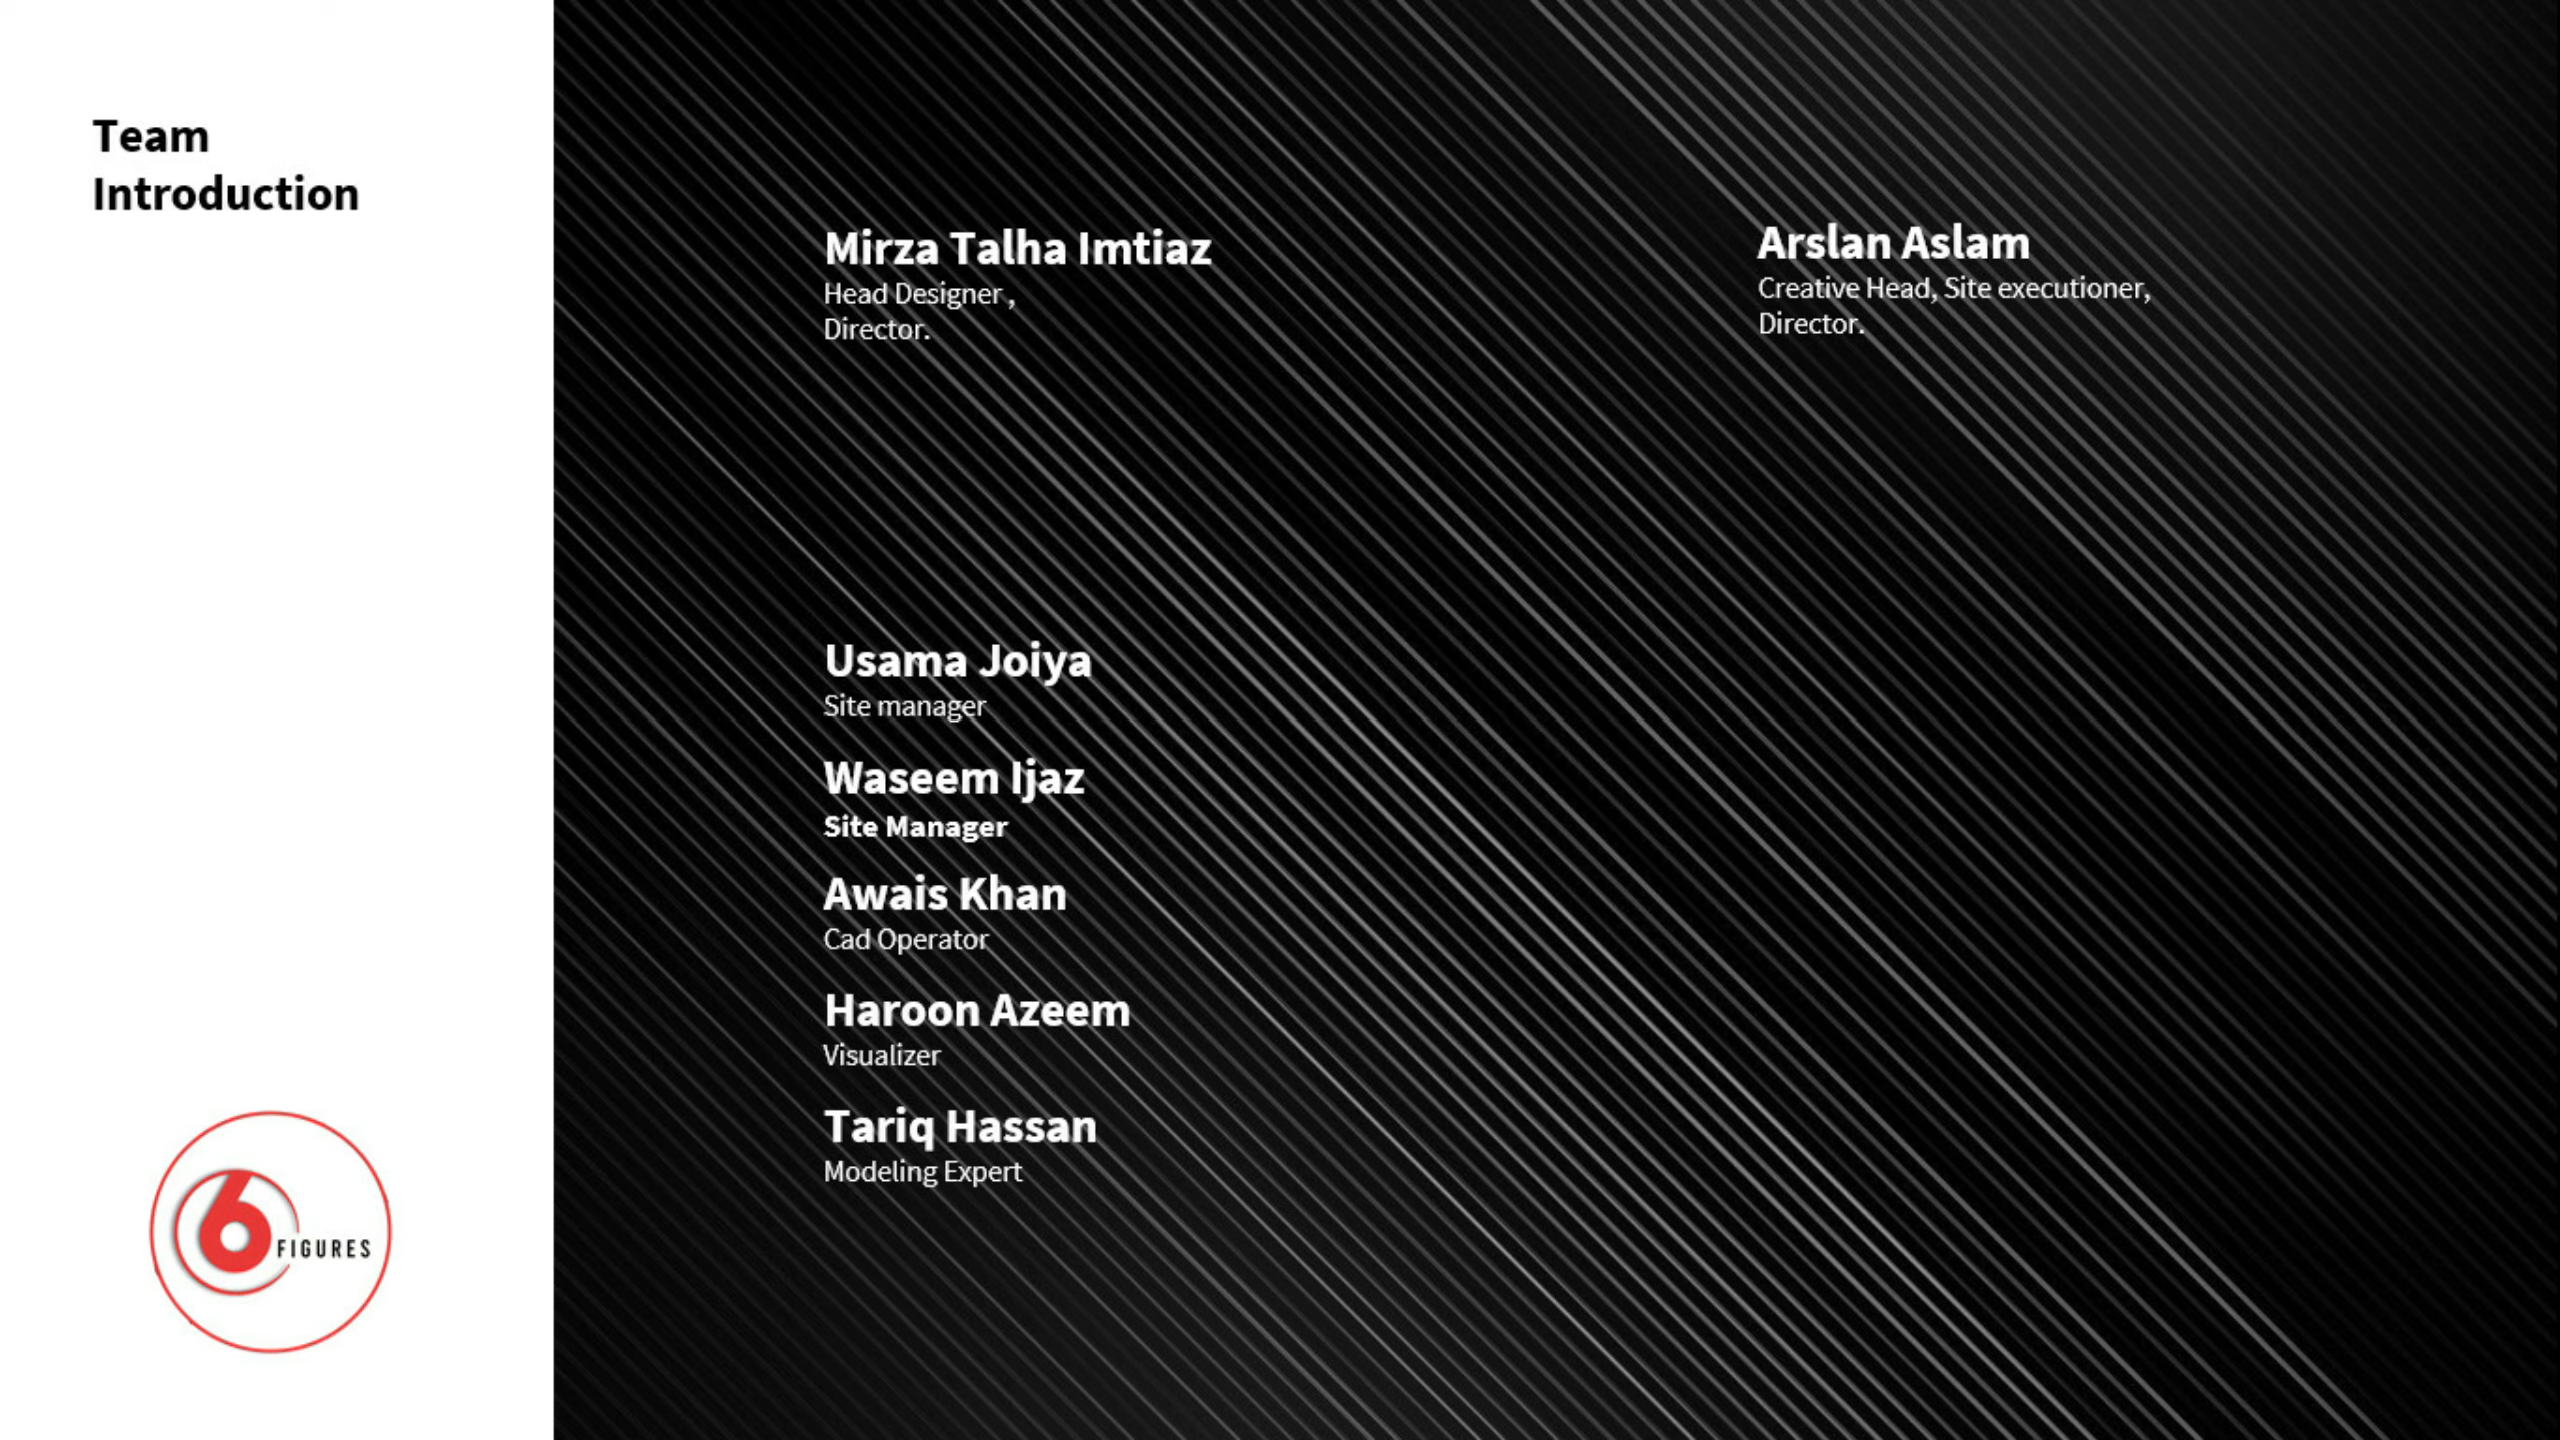 Team
Introduction
Mirza Talha Imtiaz
Head Designer ,
Director.
Arslan Aslam
Creative Head, Site executioner,
Director.
Usama Joiya
Site manager
Waseem Ijaz
Site Manager
Awais Khan
Cad Operator
Haroon Azeem
Visualizer
Tariq Hassan
Modeling Expert
6 FIGURES